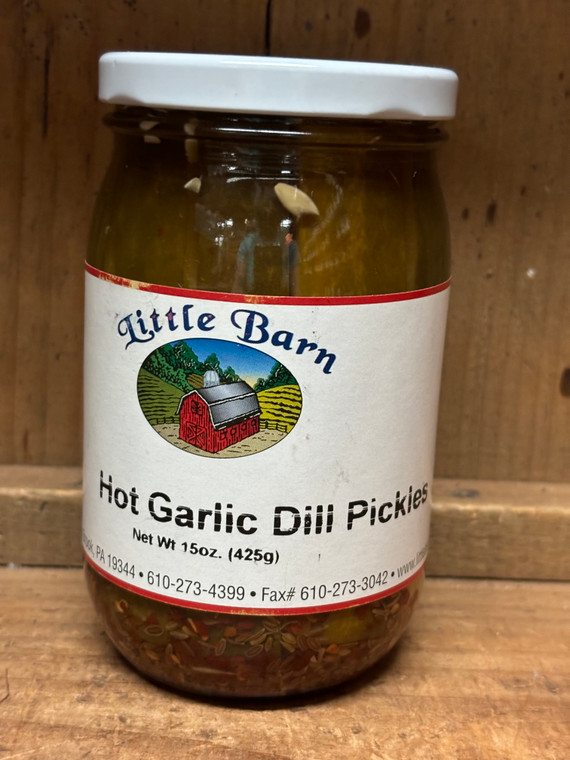 Little Barn
Hot Garlic Dill Pickles
Net Wt 15oz. (425g)
PA 19344 • 610-273-4399 • Fax# 610-273-3042 • www.